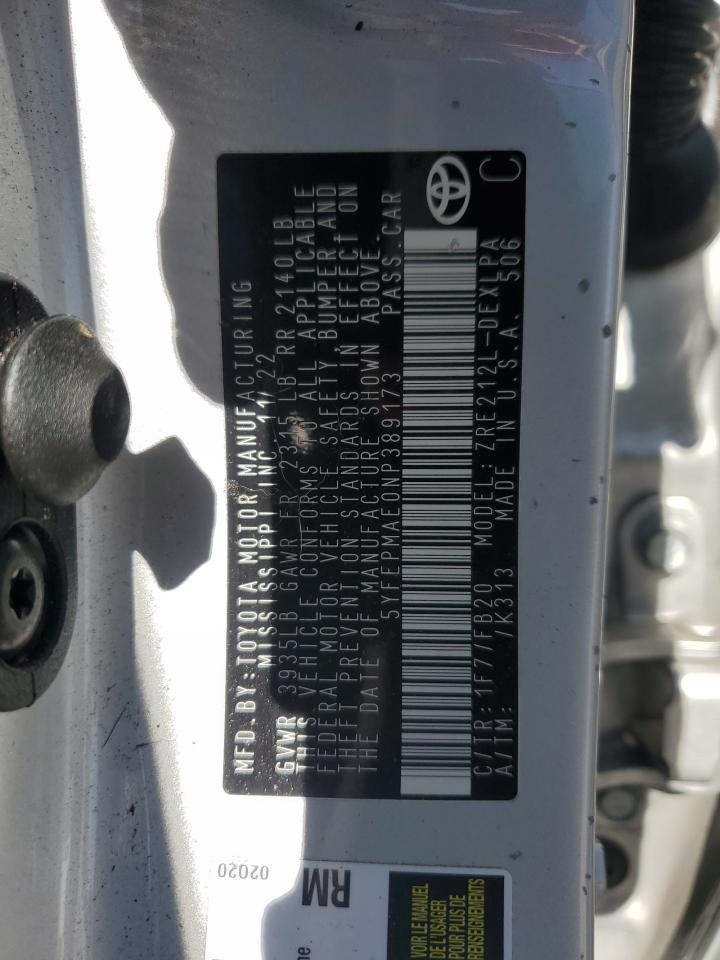 MFD.BY:TOYOTA MOTOR MANUFACTURING
MISSISSIPPI INC 11/22
GVWR 3935LB GAWR FR 2315 LB RR 2140LB
THIS VEHICLE CONFORMS TO ALL APPLICABLE
FEDERAL MOTOR VEHICLE SAFETY, BUMPER AND
THEFT PREVENTION STANDARDS IN EFFECT ON
THE DATE OF MANUFACTURE SHOWN ABOVE.
5YFEPMAE0NP389173 PASS.CAR
C/TR:1F7/FB20 MODEL:ZRE212L-DEXLPA
A/TM: /K313 MADE IN U.S.A. 506
C
02020
RM
VOIR LE MANUEL
DE L'USAGER
POUR PLUS DE
RENSEIGNEMENTS